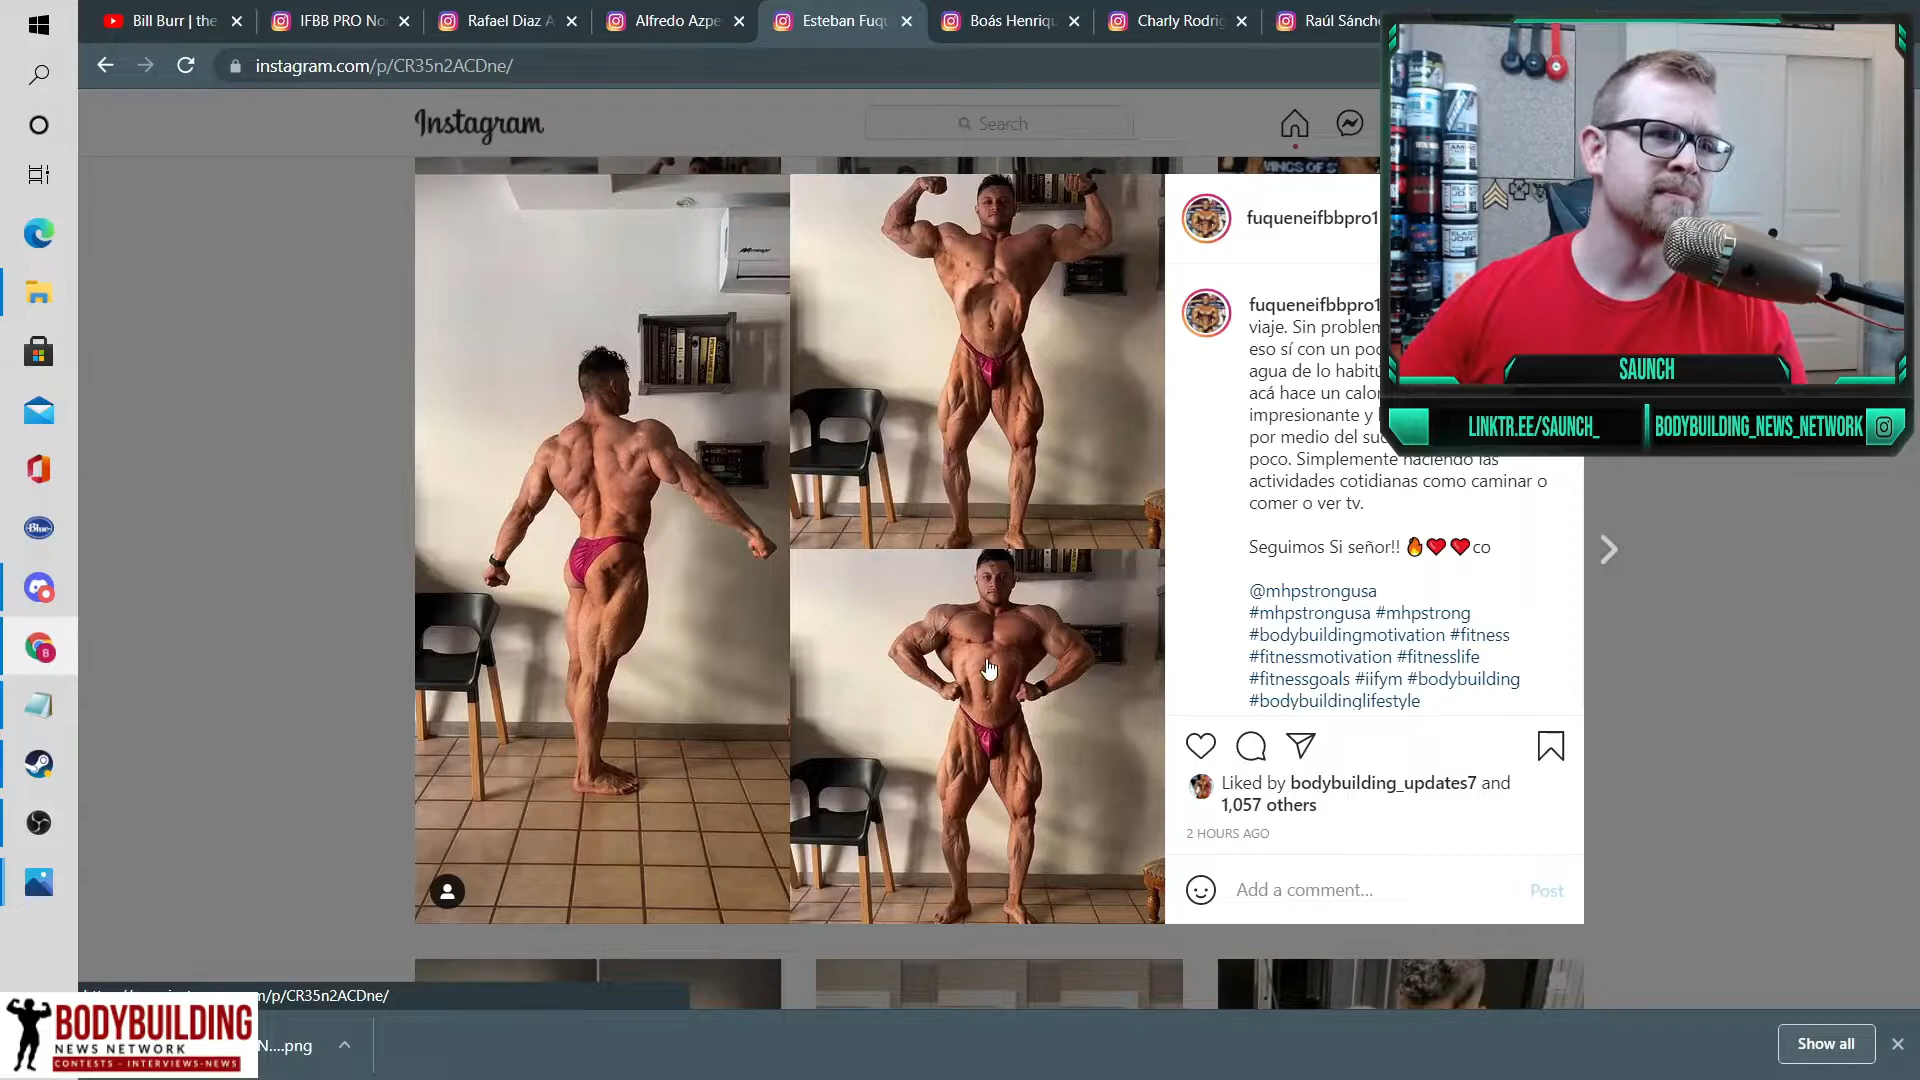 Bill Burr | the
IFBB PRO No
Rafael Diaz A
Alfredo Azpe
Esteban Fuq
Boás Henriq
Charly Rodrig
Raúl Sánch
instagram.com/p/CR35n2ACDne/
Instagram
Search
fuqueneifbbpro1
fuqueneifbbpro1
viaje. Sin problem
eso sí con un poc
agua de lo habitu
acá hace un calor
impresionante y
por medio del sud
poco. Simplemente haciendo las
actividades cotidianas como caminar o
comer o ver tv.
Seguimos Si señor!! 🔥❤️❤️co
@mhpstrongusa
#mhpstrongusa #mhpstrong
#bodybuildingmotivation #fitness
#fitnessmotivation #fitnesslife
#fitnessgoals #iifym #bodybuilding
#bodybuildinglifestyle
Liked by bodybuilding_updates7 and
1,057 others
2 HOURS AGO
Add a comment...
Post
SAUNCH
LINKTR.EE/SAUNCH_
BODYBUILDING_NEWS_NETWORK
Blue
m/p/CR35n2ACDne/
BODYBUILDING
NEWS NETWORK
CONTESTS - INTERVIEWS-NEWS
N....png
Show all